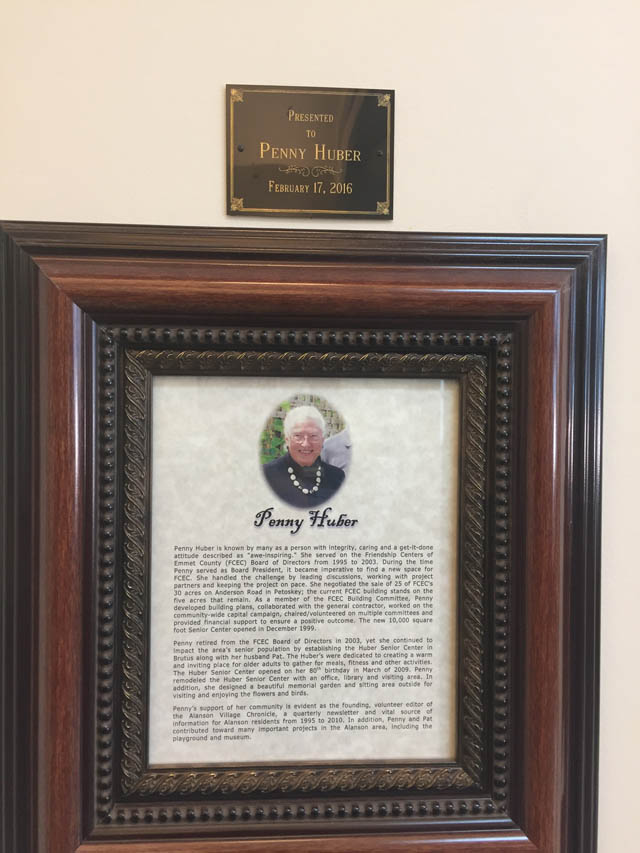 PRESENTED
TO
PENNY HUBER
FEBRUARY 17, 2016
Penny Huber
Penny Huber is known by many as a person with integrity, caring and a get-it-done
attitude described as "awe-inspiring." She served on the Friendship Centers of
Emmet County (FCEC) Board of Directors from 1995 to 2003. During the time
Penny served as Board President, it became imperative to find a new space for
FCEC. She handled the challenge by leading discussions, working with project
partners and keeping the project on pace. She negotiated the sale of 25 of FCEC's
30 acres on Anderson Road in Petoskey; the current FCEC building stands on the
five acres that remain. As a member of the FCEC Building Committee, Penny
developed building plans, collaborated with the general contractor, worked on the
community-wide capital campaign, chaired/volunteered on multiple committees and
provided financial support to ensure a positive outcome. The new 10,000 square
foot Senior Center opened in December 1999.
Penny retired from the FCEC Board of Directors in 2003, yet she continued to
impact the area's senior population by establishing the Huber Senior Center in
Brutus along with her husband Pat. The Huber's were dedicated to creating a warm
and inviting place for older adults to gather for meals, fitness and other activities.
The Huber Senior Center opened on her 80th birthday in March of 2009. Penny
remodeled the Huber Senior Center with an office, library and visiting area. In
addition, she designed a beautiful memorial garden and sitting area outside for
visiting and enjoying the flowers and birds.
Penny's support of her community is evident as the founding, volunteer editor of
the Alanson Village Chronicle, a quarterly newsletter and vital source of
information for Alanson residents from 1995 to 2010. In addition, Penny and Pat
contributed toward many important projects in the Alanson area, including the
playground and museum.